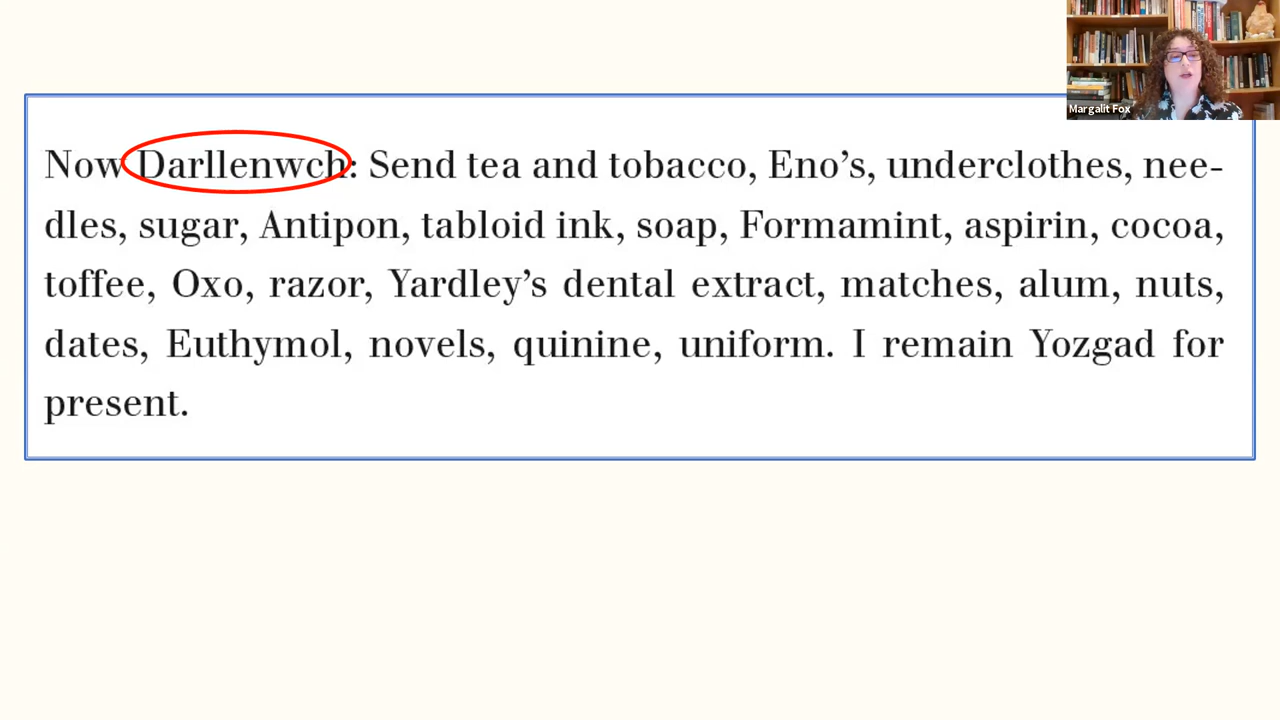 Margalit Fox
Now Darllenwch: Send tea and tobacco, Eno’s, underclothes, nee-
dles, sugar, Antipon, tabloid ink, soap, Formamint, aspirin, cocoa,
toffee, Oxo, razor, Yardley’s dental extract, matches, alum, nuts,
dates, Euthymol, novels, quinine, uniform. I remain Yozgad for
present.